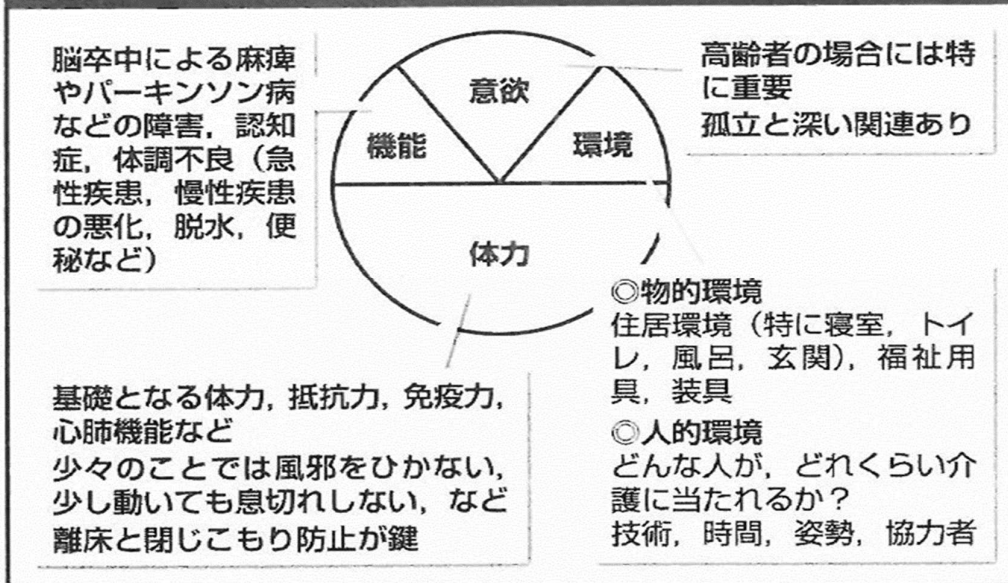 脳卒中による麻痺
やパーキンソン病
などの障害，認知
症，体調不良（急
性疾患，慢性疾患
の悪化，脱水，便
秘など）
意欲
機能
環境
体力
高齢者の場合には特
に重要
孤立と深い関連あり
基礎となる体力，抵抗力，免疫力，
心肺機能など
少々のことでは風邪をひかない，
少し動いても息切れしない，など
離床と閉じこもり防止が鍵
◎物的環境
住居環境（特に寝室，トイ
レ，風呂，玄関），福祉用
具，装具
◎人的環境
どんな人が，どれくらい介
護に当たれるか？
技術，時間，姿勢，協力者